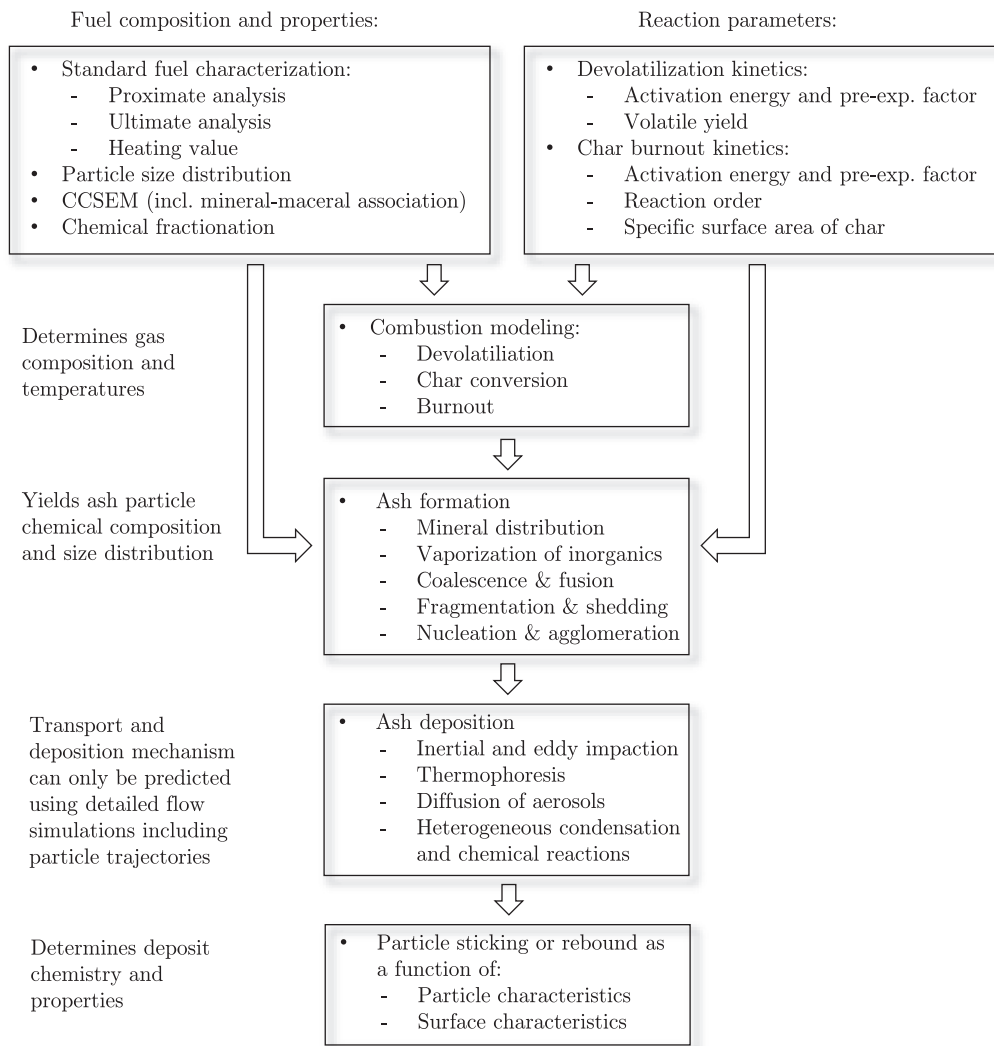 Fuel composition and properties:
• Standard fuel characterization:
- Proximate analysis
- Ultimate analysis
- Heating value
• Particle size distribution
• CCSEM (incl. mineral-maceral association)
• Chemical fractionation
Reaction parameters:
• Devolatilization kinetics:
- Activation energy and pre-exp. factor
- Volatile yield
• Char burnout kinetics:
- Activation energy and pre-exp. factor
- Reaction order
- Specific surface area of char
Determines gas
composition and
temperatures
• Combustion modeling:
- Devolatiliation
- Char conversion
- Burnout
Yields ash particle
chemical composition
and size distribution
• Ash formation
- Mineral distribution
- Vaporization of inorganics
- Coalescence & fusion
- Fragmentation & shedding
- Nucleation & agglomeration
Transport and
deposition mechanism
can only be predicted
using detailed flow
simulations including
particle trajectories
• Ash deposition
- Inertial and eddy impaction
- Thermophoresis
- Diffusion of aerosols
- Heterogeneous condensation
and chemical reactions
Determines deposit
chemistry and
properties
• Particle sticking or rebound as
a function of:
- Particle characteristics
- Surface characteristics